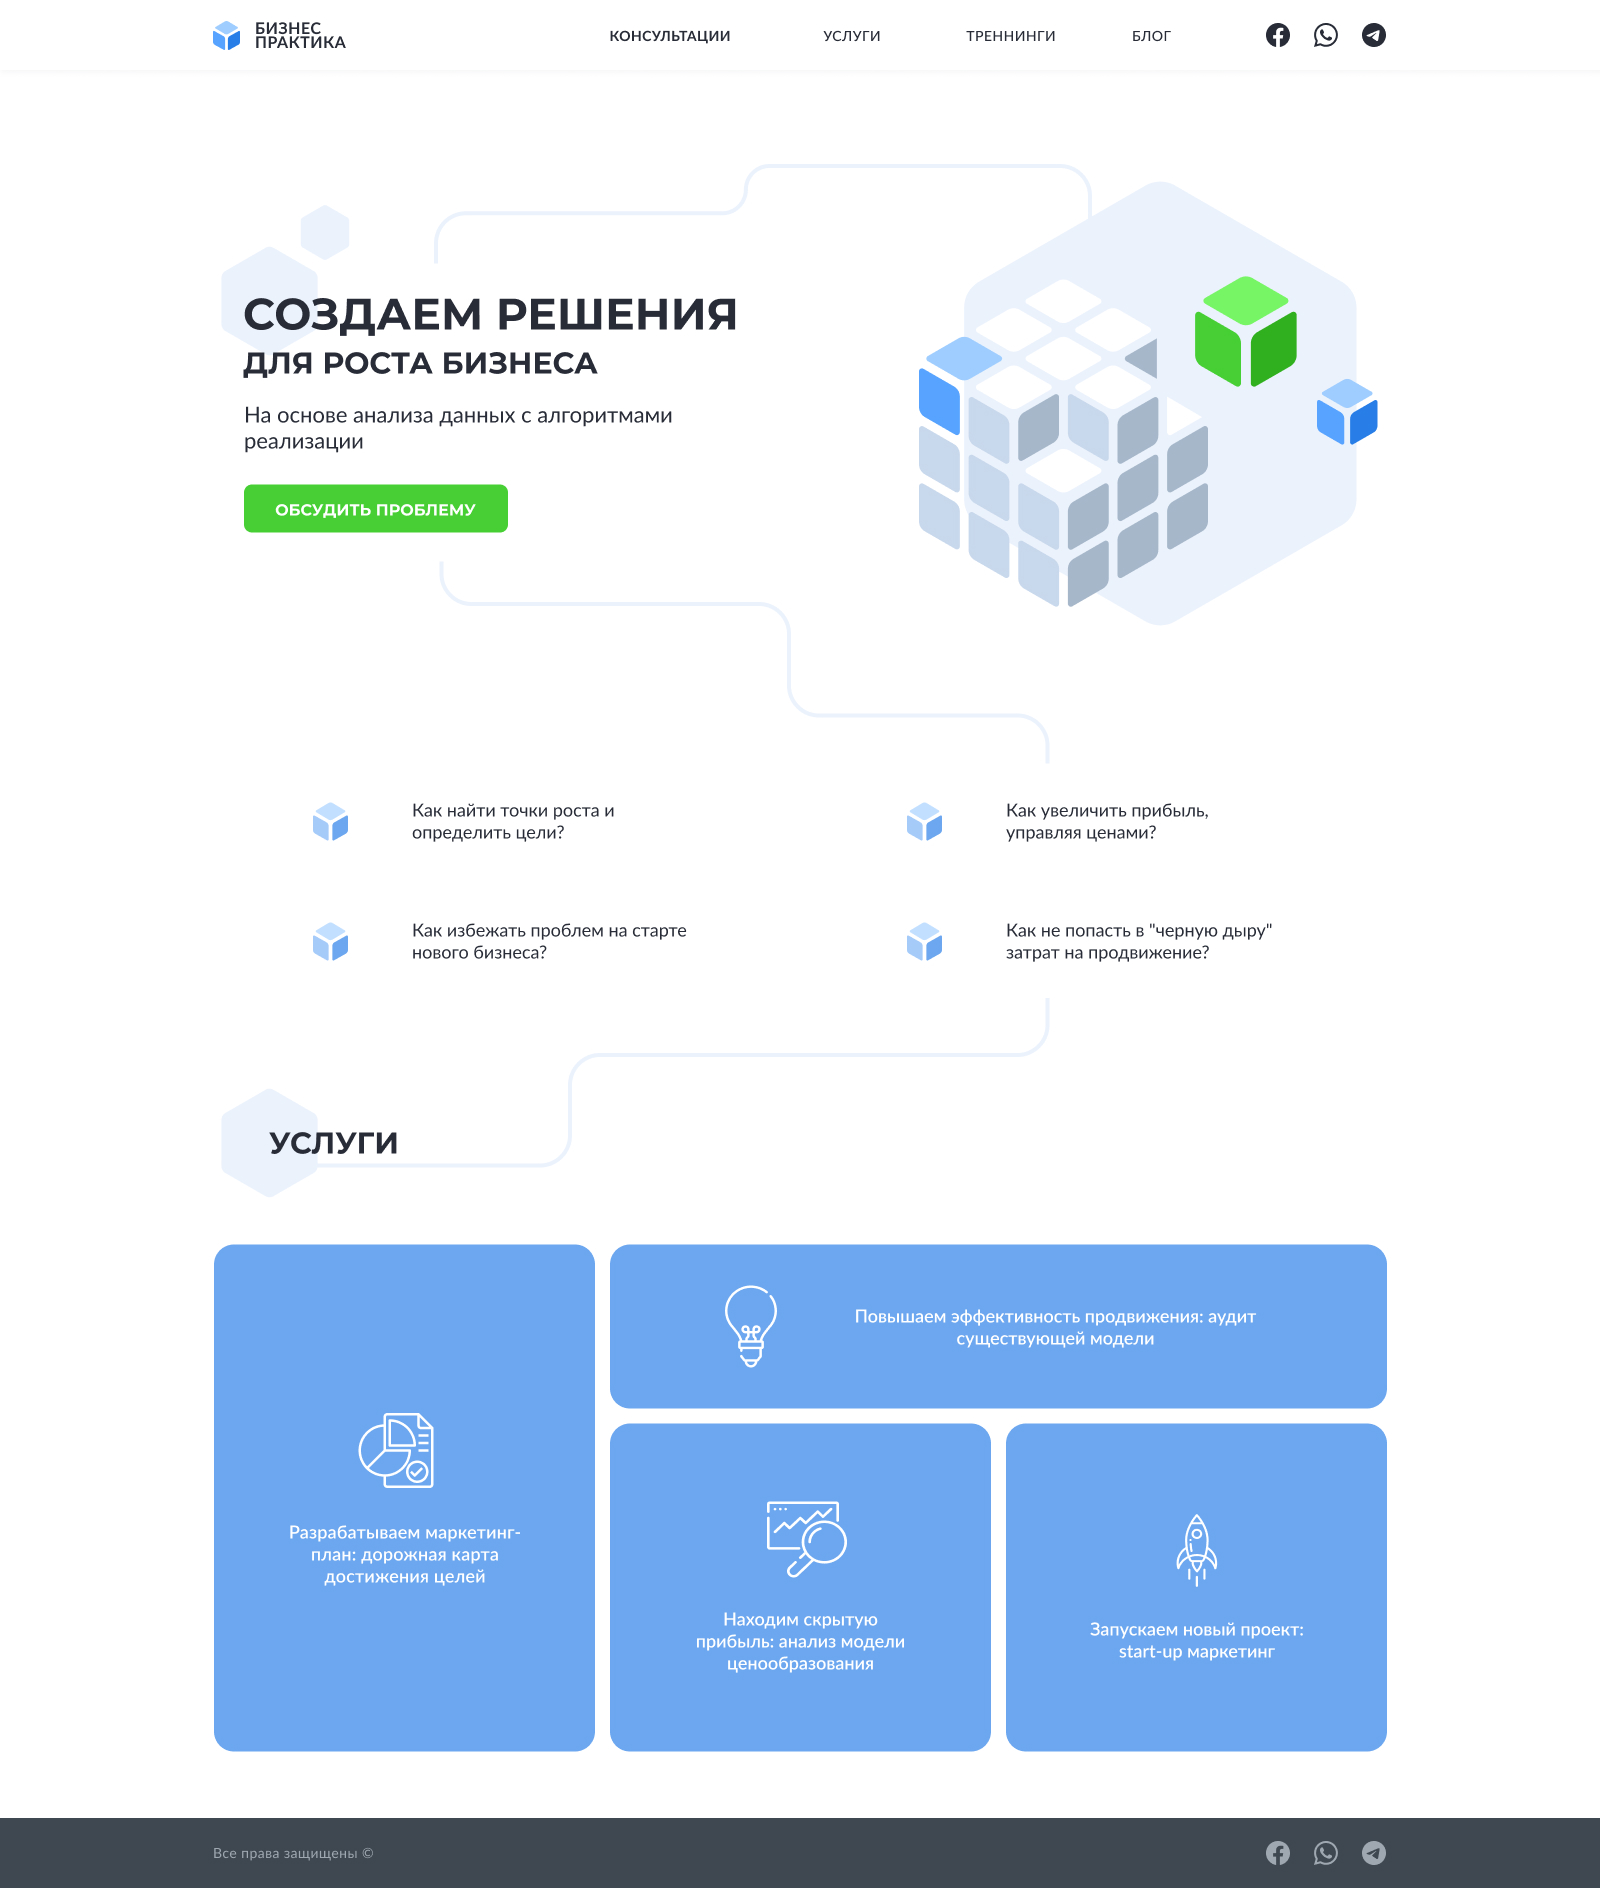 БИЗНЕС
ПРАКТИКА
КОНСУЛЬТАЦИИ
УСЛУГИ
ТРЕННИНГИ
БЛОГ
СОЗДАЕМ РЕШЕНИЯ
ДЛЯ РОСТА БИЗНЕСА
На основе анализа данных с алгоритмами
реализации
ОБСУДИТЬ ПРОБЛЕМУ
Как найти точки роста и
определить цели?
Как увеличить прибыль,
управляя ценами?
Как избежать проблем на старте
нового бизнеса?
Как не попасть в "черную дыру"
затрат на продвижение?
УСЛУГИ
Разрабатываем маркетинг-
план: дорожная карта
достижения целей
Повышаем эффективность продвижения: аудит
существующей модели
Находим скрытую
прибыль: анализ модели
ценообразования
Запускаем новый проект:
start-up маркетинг
Все права защищены ©